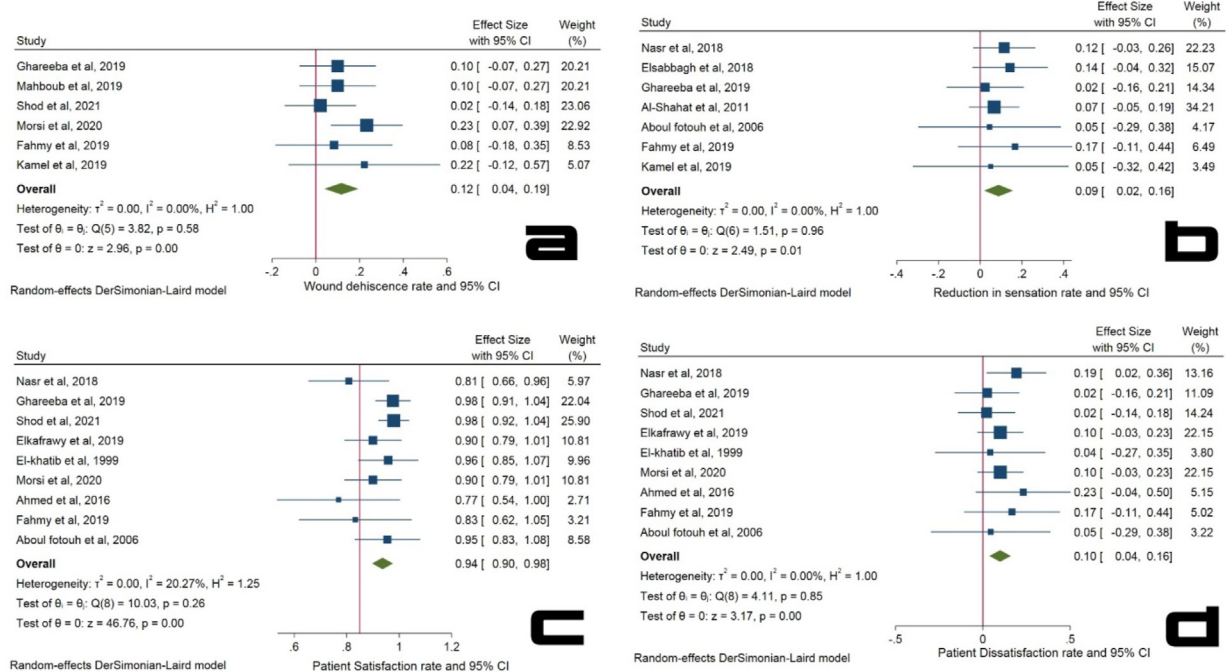 Effect Size Weight
Study with 95% CI (%)
Ghareeba et al, 2019 0.10 [ -0.07, 0.27] 20.21
Mahboub et al, 2019 0.10 [ -0.07, 0.27] 20.21
Shod et al, 2021 0.02 [ -0.14, 0.18] 23.06
Morsi et al, 2020 0.23 [ 0.07, 0.39] 22.92
Fahmy et al, 2019 0.08 [ -0.18, 0.35] 8.53
Kamel et al, 2019 0.22 [ -0.12, 0.57] 5.07
Overall 0.12 [ 0.04, 0.19]
Heterogeneity: τ² = 0.00, I² = 0.00%, H² = 1.00
Test of θᵢ = θⱼ: Q(5) = 3.82, p = 0.58
Test of θ = 0: z = 2.96, p = 0.00
a
-.2 0 .2 .4 .6
Wound dehiscence rate and 95% CI
Random-effects DerSimonian-Laird model
Effect Size Weight
Study with 95% CI (%)
Nasr et al, 2018 0.12 [ -0.03, 0.26] 22.23
Elsabbagh et al, 2018 0.14 [ -0.04, 0.32] 15.07
Ghareeba et al, 2019 0.02 [ -0.16, 0.21] 14.34
Al-Shahat et al, 2011 0.07 [ -0.05, 0.19] 34.21
Aboul fotouh et al, 2006 0.05 [ -0.29, 0.38] 4.17
Fahmy et al, 2019 0.17 [ -0.11, 0.44] 6.49
Kamel et al, 2019 0.05 [ -0.32, 0.42] 3.49
Overall 0.09 [ 0.02, 0.16]
Heterogeneity: τ² = 0.00, I² = 0.00%, H² = 1.00
Test of θᵢ = θⱼ: Q(6) = 1.51, p = 0.96
Test of θ = 0: z = 2.49, p = 0.01
b
-.4 -.2 0 .2 .4
Reduction in sensation rate and 95% CI
Random-effects DerSimonian-Laird model
Effect Size Weight
Study with 95% CI (%)
Nasr et al, 2018 0.81 [ 0.66, 0.96] 5.97
Ghareeba et al, 2019 0.98 [ 0.91, 1.04] 22.04
Shod et al, 2021 0.98 [ 0.92, 1.04] 25.90
Elkafrawy et al, 2019 0.90 [ 0.79, 1.01] 10.81
El-khatib et al, 1999 0.96 [ 0.85, 1.07] 9.96
Morsi et al, 2020 0.90 [ 0.79, 1.01] 10.81
Ahmed et al, 2016 0.77 [ 0.54, 1.00] 2.71
Fahmy et al, 2019 0.83 [ 0.62, 1.05] 3.21
Aboul fotouh et al, 2006 0.95 [ 0.83, 1.08] 8.58
Overall 0.94 [ 0.90, 0.98]
Heterogeneity: τ² = 0.00, I² = 20.27%, H² = 1.25
Test of θᵢ = θⱼ: Q(8) = 10.03, p = 0.26
Test of θ = 0: z = 46.76, p = 0.00
c
.6 .8 1 1.2
Patient Satisfaction rate and 95% CI
Random-effects DerSimonian-Laird model
Effect Size Weight
Study with 95% CI (%)
Nasr et al, 2018 0.19 [ 0.02, 0.36] 13.16
Ghareeba et al, 2019 0.02 [ -0.16, 0.21] 11.09
Shod et al, 2021 0.02 [ -0.14, 0.18] 14.24
Elkafrawy et al, 2019 0.10 [ -0.03, 0.23] 22.15
El-khatib et al, 1999 0.04 [ -0.27, 0.35] 3.80
Morsi et al, 2020 0.10 [ -0.03, 0.23] 22.15
Ahmed et al, 2016 0.23 [ -0.04, 0.50] 5.15
Fahmy et al, 2019 0.17 [ -0.11, 0.44] 5.02
Aboul fotouh et al, 2006 0.05 [ -0.29, 0.38] 3.22
Overall 0.10 [ 0.04, 0.16]
Heterogeneity: τ² = 0.00, I² = 0.00%, H² = 1.00
Test of θᵢ = θⱼ: Q(8) = 4.11, p = 0.85
Test of θ = 0: z = 3.17, p = 0.00
d
-.5 0 .5
Patient Dissatisfaction rate and 95% CI
Random-effects DerSimonian-Laird model